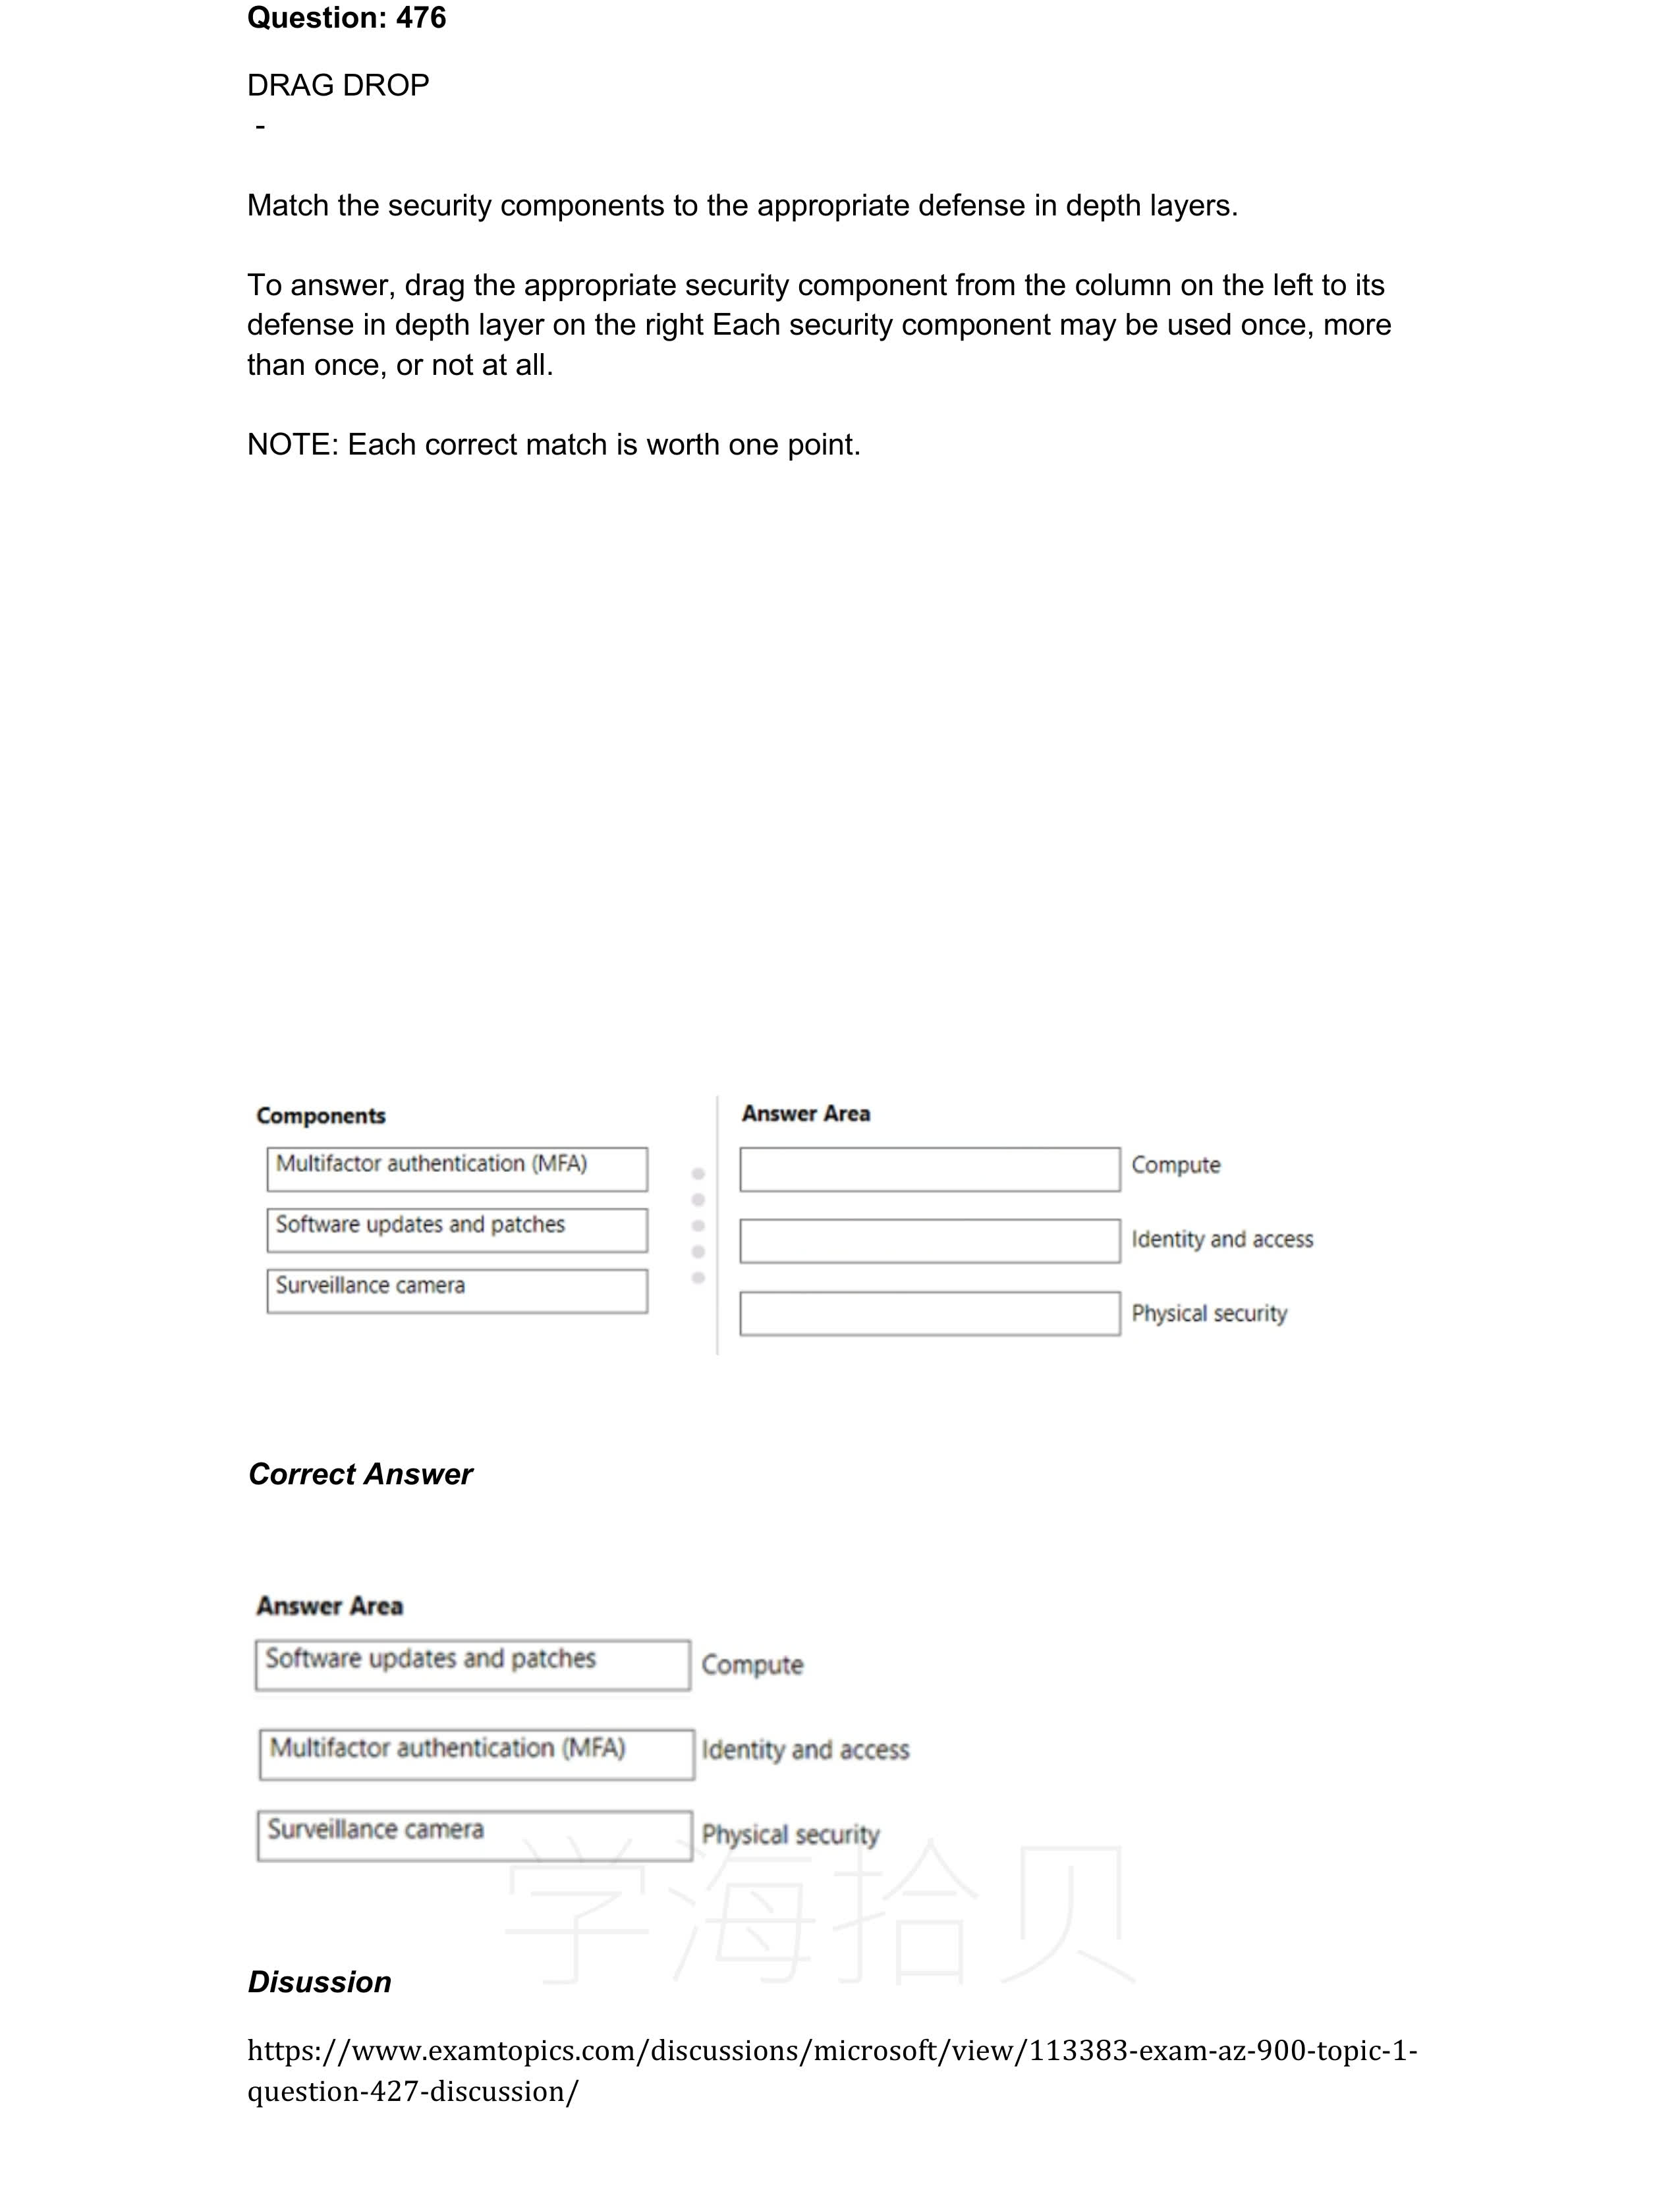 Question: 476
DRAG DROP
-
Match the security components to the appropriate defense in depth layers.
To answer, drag the appropriate security component from the column on the left to its
defense in depth layer on the right Each security component may be used once, more
than once, or not at all.
NOTE: Each correct match is worth one point.
Components
Multifactor authentication (MFA)
Software updates and patches
Surveillance camera
Answer Area
Compute
Identity and access
Physical security
Correct Answer
Answer Area
Software updates and patches Compute
Multifactor authentication (MFA) Identity and access
Surveillance camera Physical security
学海拾贝
Disussion
https://www.examtopics.com/discussions/microsoft/view/113383-exam-az-900-topic-1-
question-427-discussion/